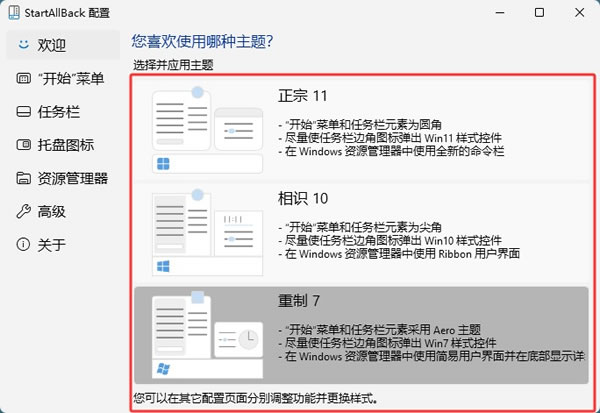 StartAllBack 配置
欢迎
“开始”菜单
任务栏
托盘图标
资源管理器
高级
关于
您喜欢使用哪种主题?
选择并应用主题
正宗 11
- “开始”菜单和任务栏元素为圆角
- 尽量使任务栏边角图标弹出 Win11 样式控件
- 在 Windows 资源管理器中使用全新的命令栏
相识 10
- “开始”菜单和任务栏元素为尖角
- 尽量使任务栏边角图标弹出 Win10 样式控件
- 在 Windows 资源管理器中使用 Ribbon 用户界面
重制 7
- “开始”菜单和任务栏元素采用 Aero 主题
- 尽量使任务栏边角图标弹出 Win7 样式控件
- 在 Windows 资源管理器中使用简易用户界面并在底部显示详
您可以在其它配置页面分别调整功能并更换样式。